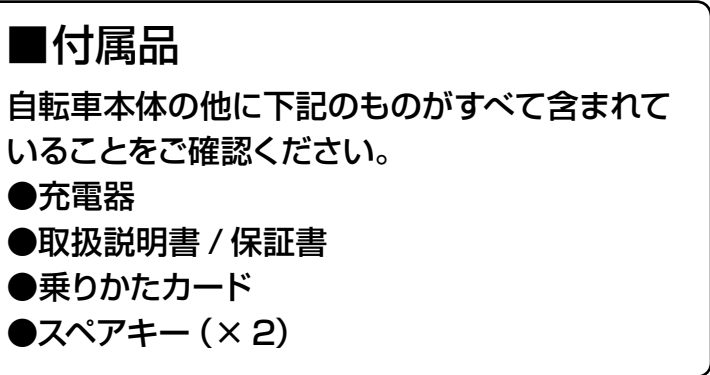 ■付属品
自転車本体の他に下記のものがすべて含まれて
いることをご確認ください。
●充電器
●取扱説明書 / 保証書
●乗りかたカード
●スペアキー（× 2）